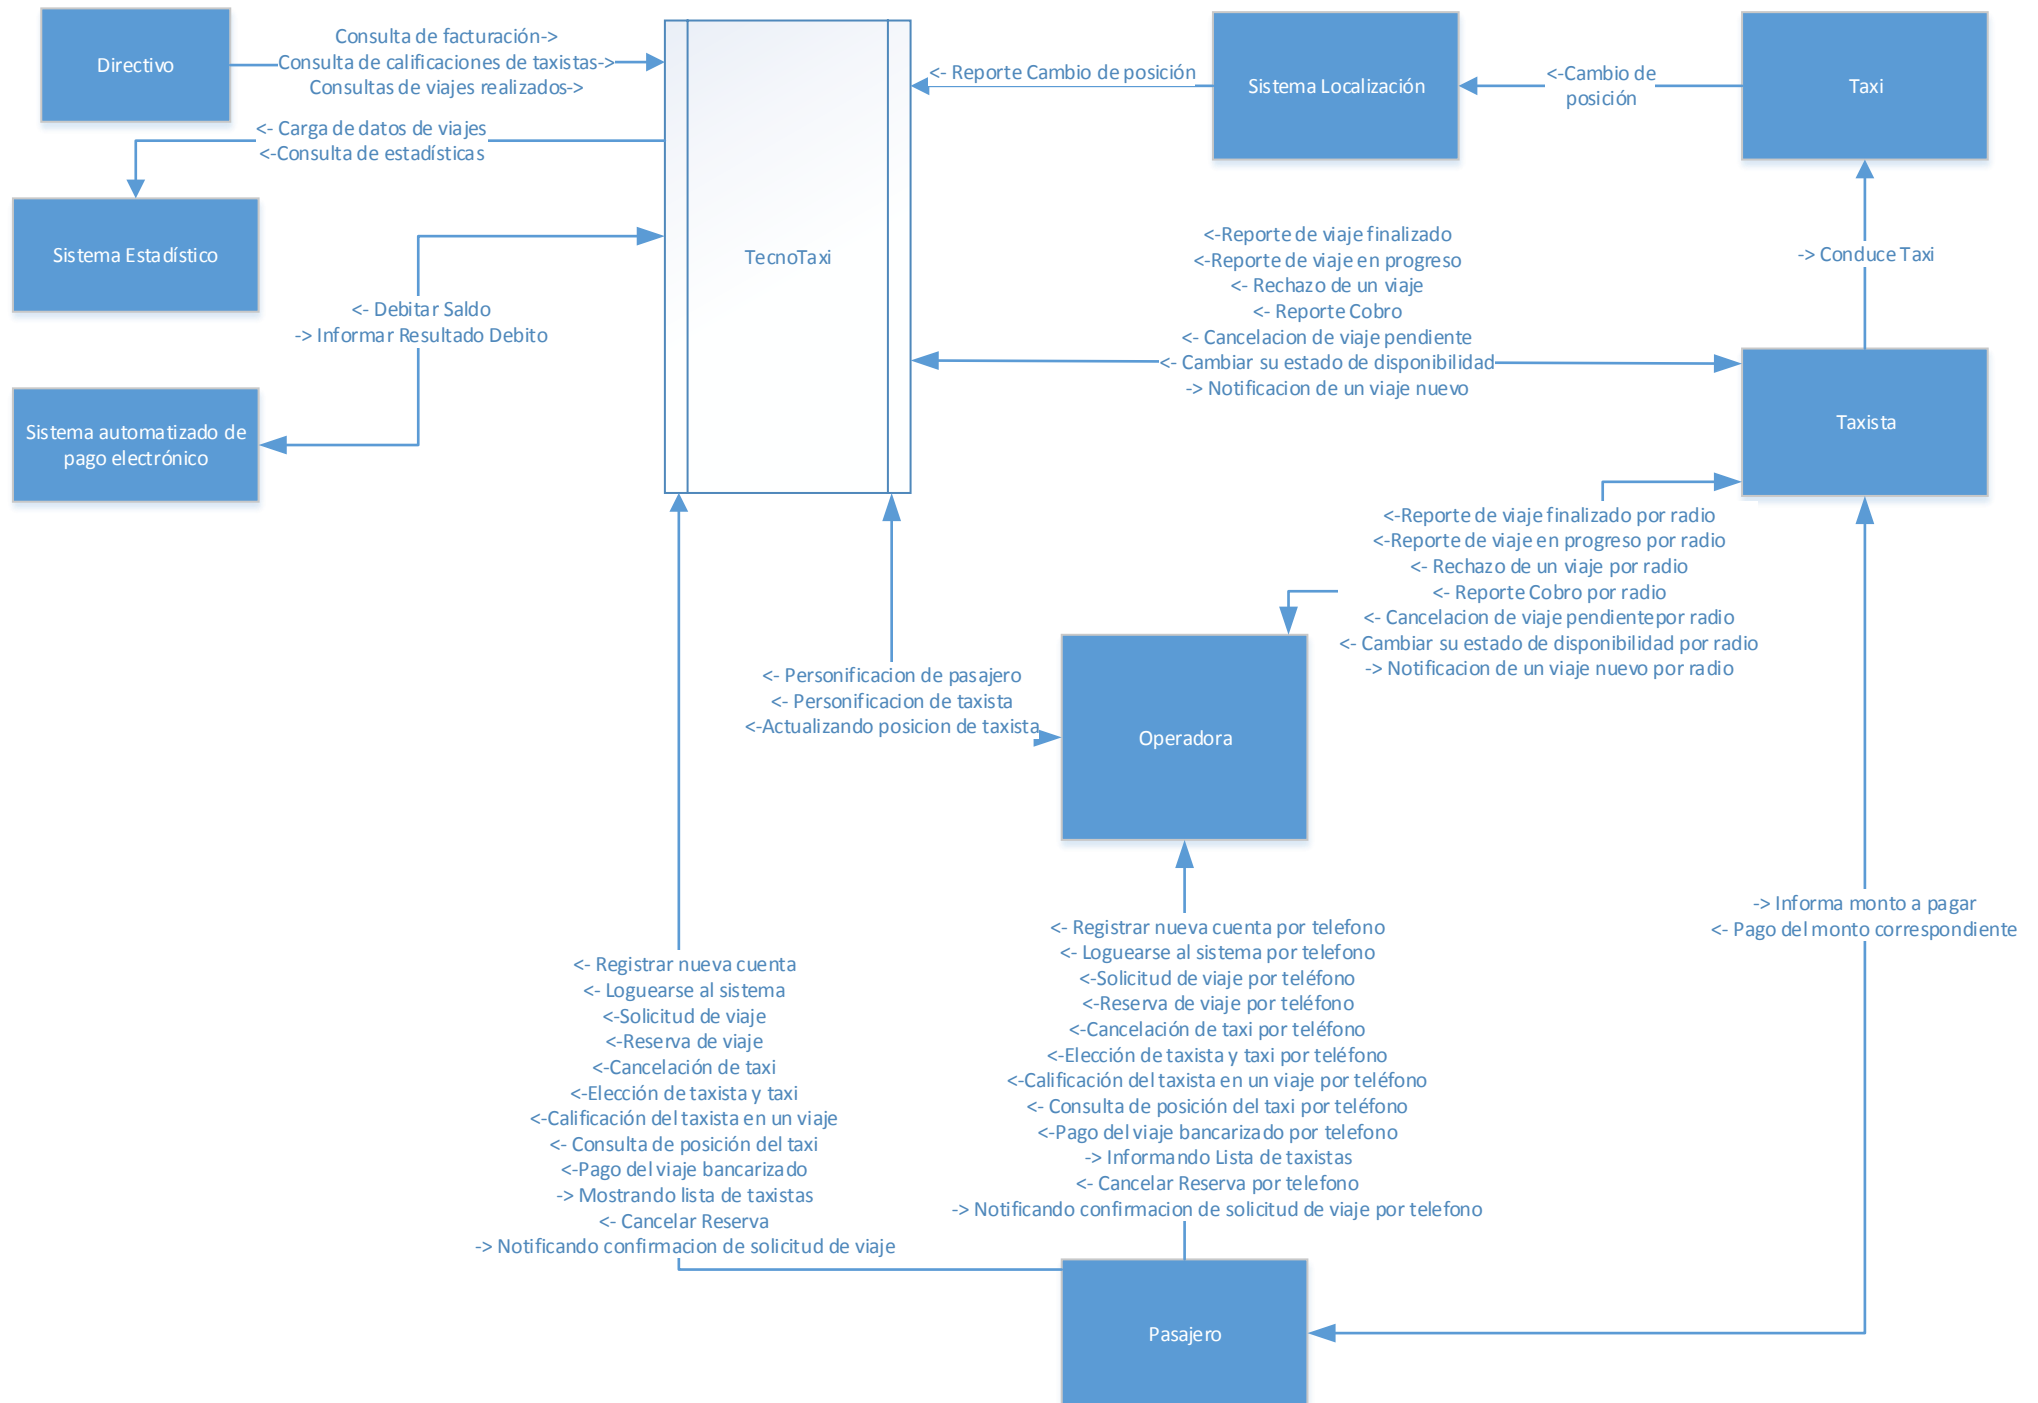 Directivo
Consulta de facturación->
Consulta de calificaciones de taxistas->
Consultas de viajes realizados->
<- Carga de datos de viajes
<-Consulta de estadísticas
Sistema Estadístico
<- Debitar Saldo
-> Informar Resultado Debito
Sistema automatizado de
pago electrónico
TecnoTaxi
<- Reporte Cambio de posición
Sistema Localización
<-Cambio de
posición
Taxi
-> Conduce Taxi
<-Reporte de viaje finalizado
<-Reporte de viaje en progreso
<- Rechazo de un viaje
<- Reporte Cobro
<- Cancelacion de viaje pendiente
<- Cambiar su estado de disponibilidad
-> Notificacion de un viaje nuevo
Taxista
<-Reporte de viaje finalizado por radio
<-Reporte de viaje en progreso por radio
<- Rechazo de un viaje por radio
<- Reporte Cobro por radio
<- Cancelacion de viaje pendientepor radio
<- Cambiar su estado de disponibilidad por radio
-> Notificacion de un viaje nuevo por radio
<- Personificacion de pasajero
<- Personificacion de taxista
<-Actualizando posicion de taxista
Operadora
-> Informa monto a pagar
<- Pago del monto correspondiente
<- Registrar nueva cuenta
<- Loguearse al sistema
<-Solicitud de viaje
<-Reserva de viaje
<-Cancelación de taxi
<-Elección de taxista y taxi
<-Calificación del taxista en un viaje
<- Consulta de posición del taxi
<-Pago del viaje bancarizado
-> Mostrando lista de taxistas
<- Cancelar Reserva
-> Notificando confirmacion de solicitud de viaje
<- Registrar nueva cuenta por telefono
<- Loguearse al sistema por telefono
<-Solicitud de viaje por teléfono
<-Reserva de viaje por teléfono
<-Cancelación de taxi por teléfono
<-Elección de taxista y taxi por teléfono
<-Calificación del taxista en un viaje por teléfono
<- Consulta de posición del taxi por teléfono
<-Pago del viaje bancarizado por telefono
-> Informando Lista de taxistas
<- Cancelar Reserva por telefono
-> Notificando confirmacion de solicitud de viaje por telefono
Pasajero